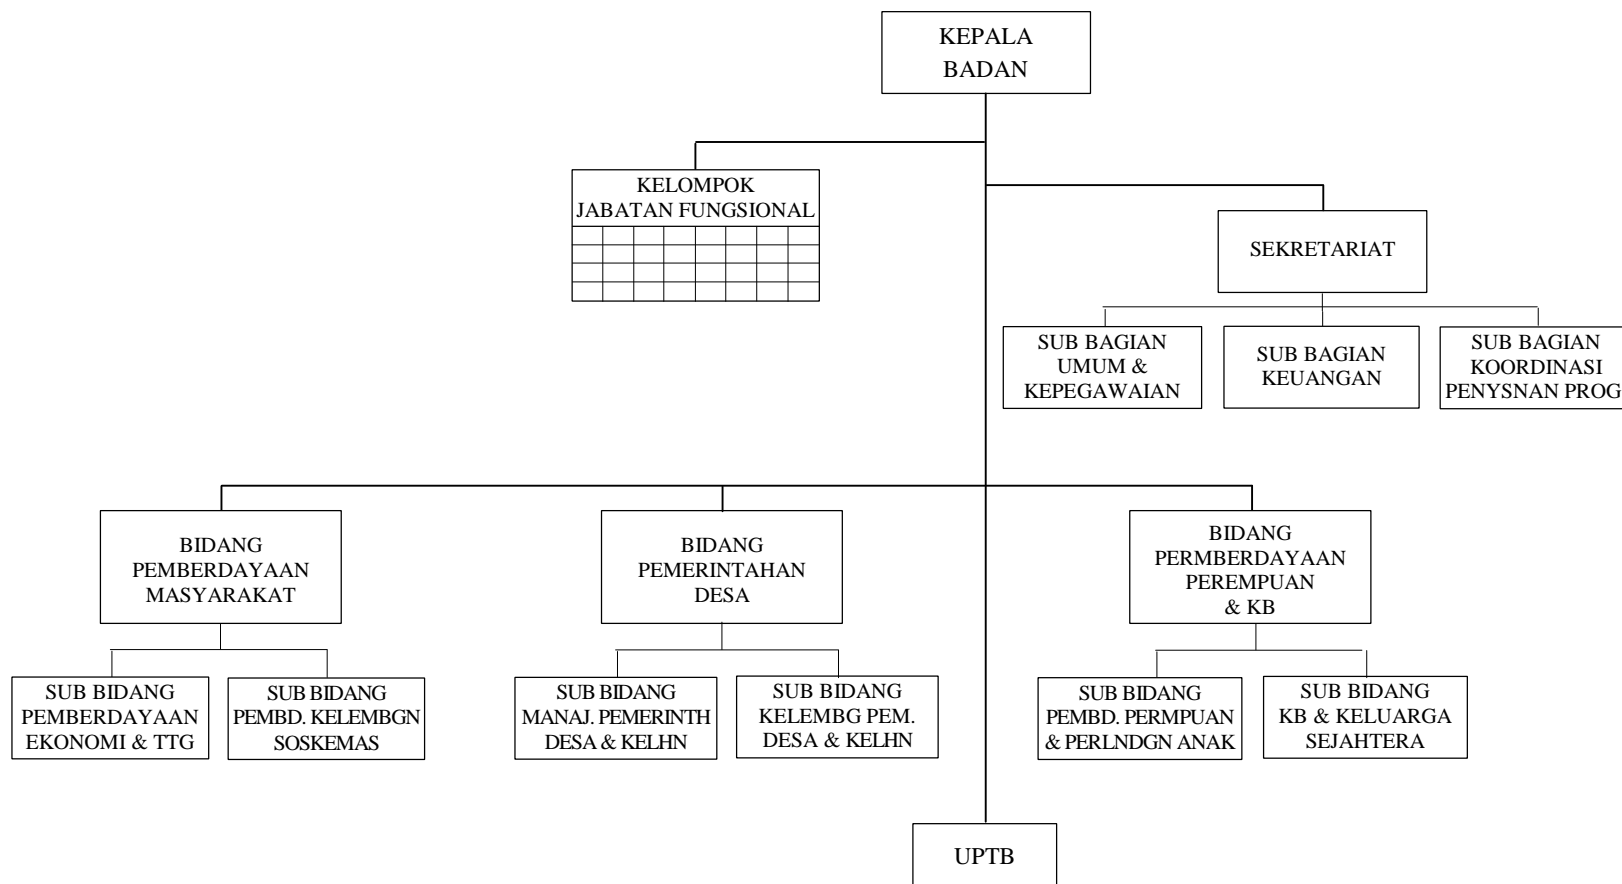 KEPALA
BADAN
KELOMPOK
JABATAN FUNGSIONAL
SEKRETARIAT
SUB BAGIAN
UMUM &
KEPEGAWAIAN
SUB BAGIAN
KEUANGAN
SUB BAGIAN
KOORDINASI
PENYSNAN PROG
BIDANG
PEMBERDAYAAN
MASYARAKAT
BIDANG
PEMERINTAHAN
DESA
BIDANG
PERMBERDAYAAN
PEREMPUAN
& KB
SUB BIDANG
PEMBERDAYAAN
EKONOMI & TTG
SUB BIDANG
PEMBD. KELEMBGN
SOSKEMAS
SUB BIDANG
MANAJ. PEMERINTH
DESA & KELHN
SUB BIDANG
KELEMBG PEM.
DESA & KELHN
SUB BIDANG
PEMBD. PERMPUAN
& PERLNDGN ANAK
SUB BIDANG
KB & KELUARGA
SEJAHTERA
UPTB